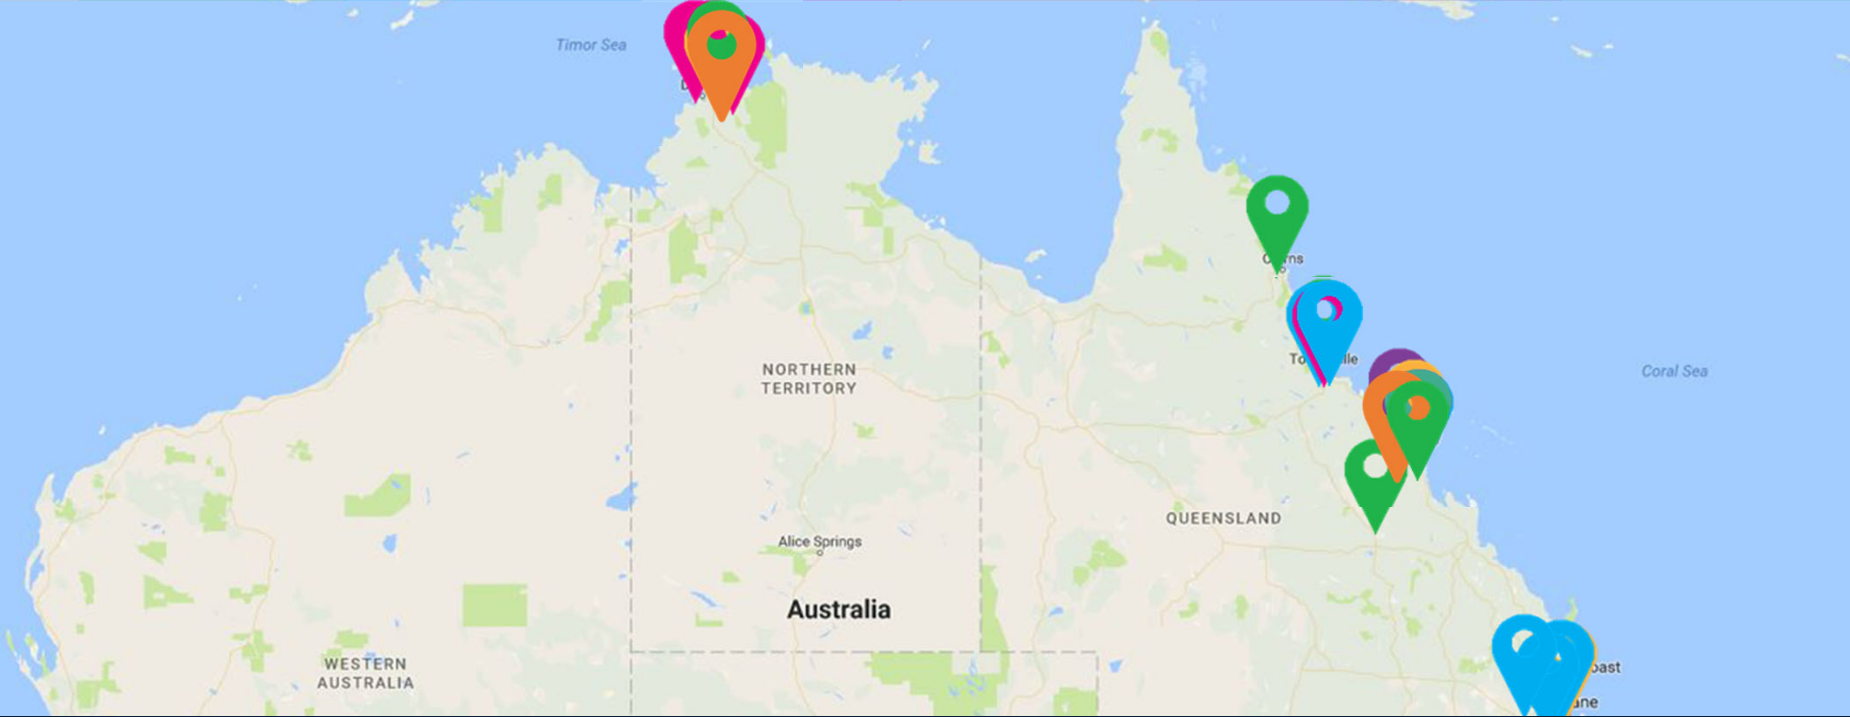 Timor Sea
Coral Sea
NORTHERN
TERRITORY
QUEENSLAND
Alice Springs
Australia
WESTERN
AUSTRALIA